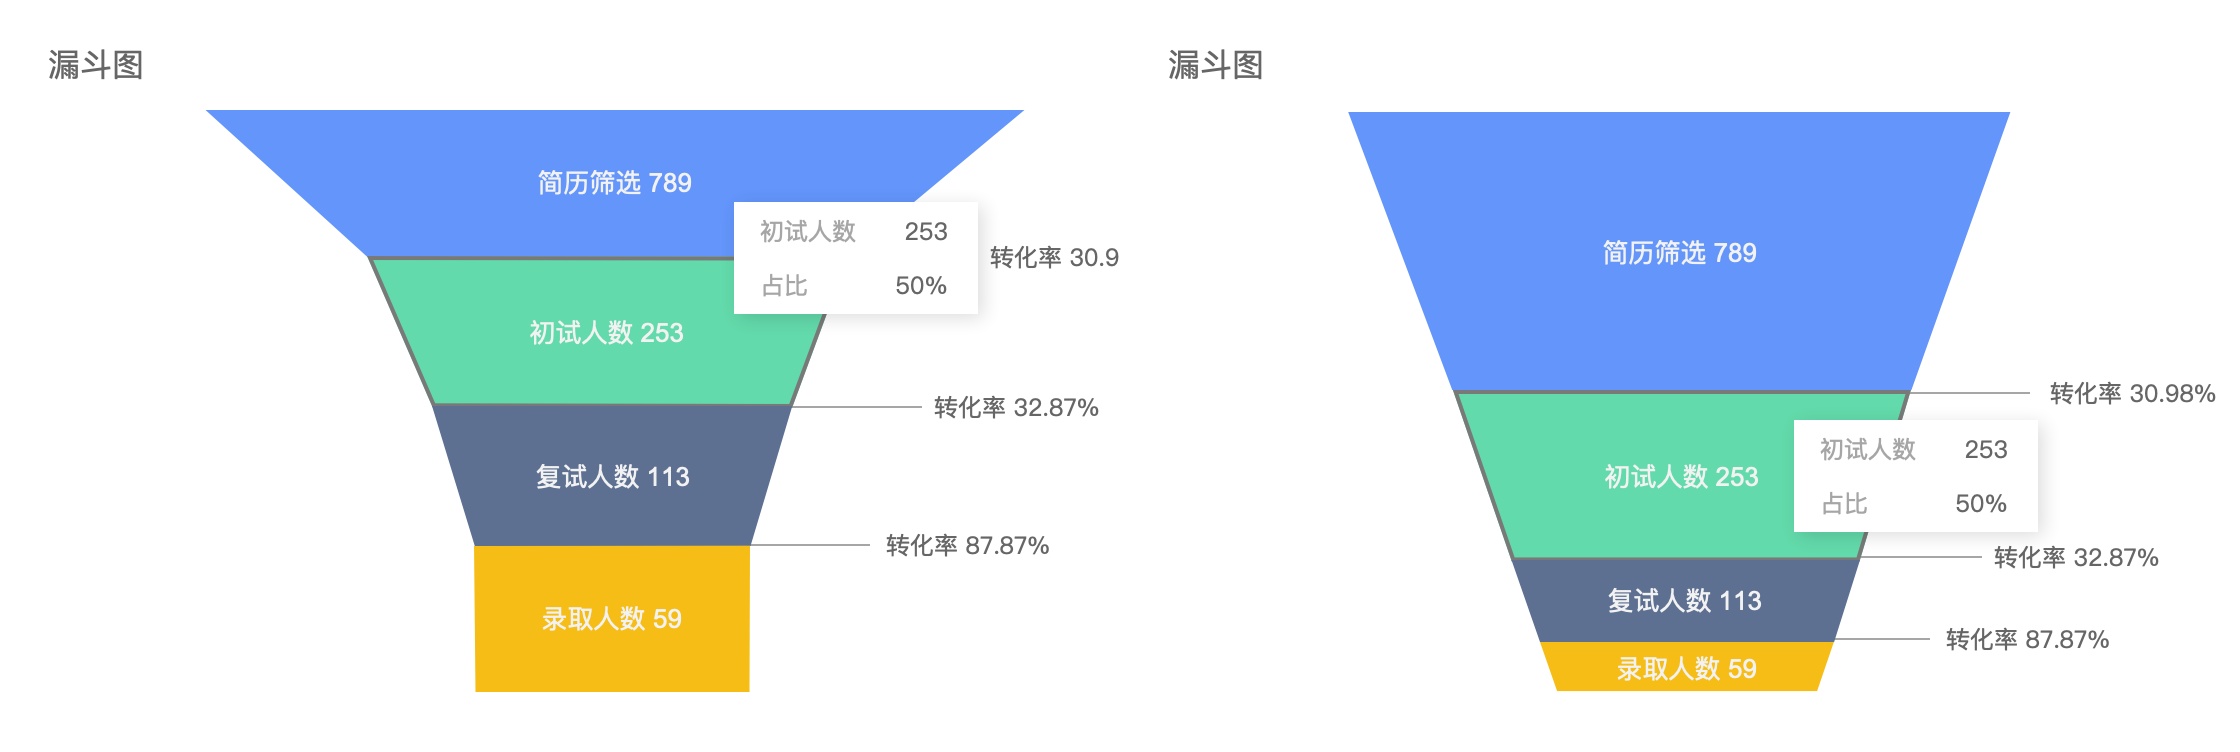 漏斗图
简历筛选 789
初试人数 253
占比 50%
转化率 30.9
初试人数 253
转化率 32.87%
复试人数 113
转化率 87.87%
录取人数 59
漏斗图
简历筛选 789
转化率 30.98%
初试人数 253
占比 50%
初试人数 253
转化率 32.87%
复试人数 113
转化率 87.87%
录取人数 59